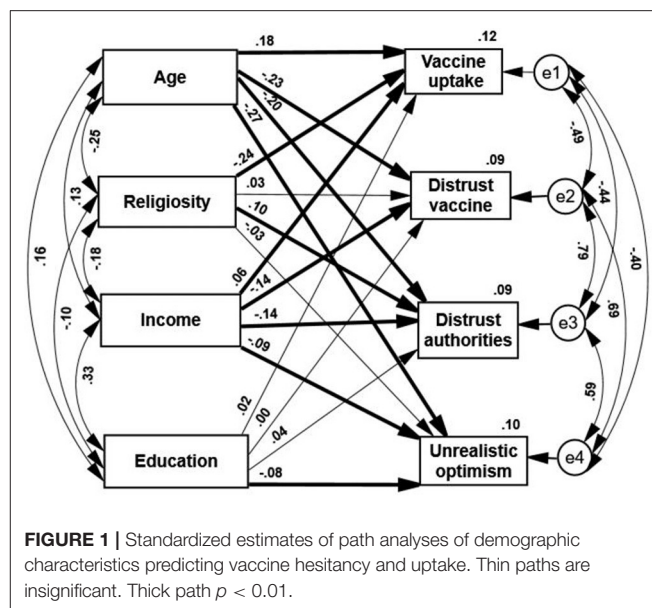 .18
.12
Age
Vaccine
uptake
e1
-.23
-.20
-.27
-.25
-.49
-.24
.09
.13
Religiosity
.03
Distrust
vaccine
e2
-.44
.10
-.03
.16
-.18
.79
-.40
.06
-.14
.09
.69
-.10
Income
-.14
Distrust
authorities
e3
-.09
.33
.02
.00
.04
.10
.65
Education
-.08
Unrealistic
optimism
e4
FIGURE 1 | Standardized estimates of path analyses of demographic
characteristics predicting vaccine hesitancy and uptake. Thin paths are
insignificant. Thick path p < 0.01.